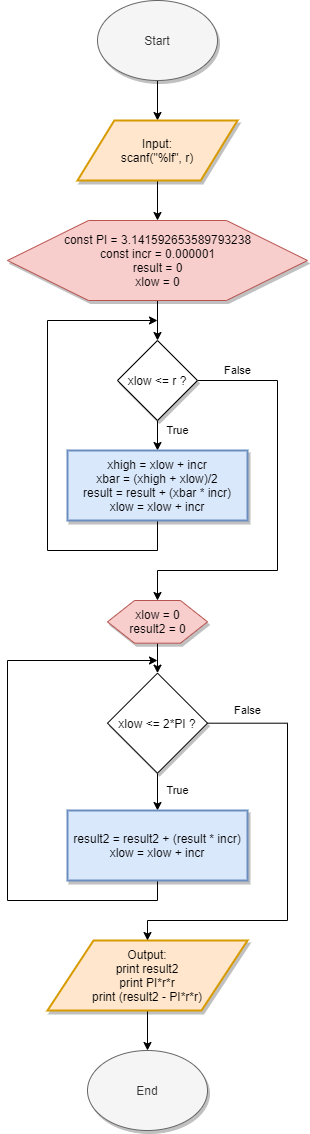 Start
Input:
scanf("%lf", r)
const PI = 3.141592653589793238
const incr = 0.000001
result = 0
xlow = 0
xlow <= r ?
False
True
xhigh = xlow + incr
xbar = (xhigh + xlow)/2
result = result + (xbar * incr)
xlow = xlow + incr
xlow = 0
result2 = 0
xlow <= 2*PI ?
False
True
result2 = result2 + (result * incr)
xlow = xlow + incr
Output:
print result2
print PI*r*r
print (result2 - PI*r*r)
End